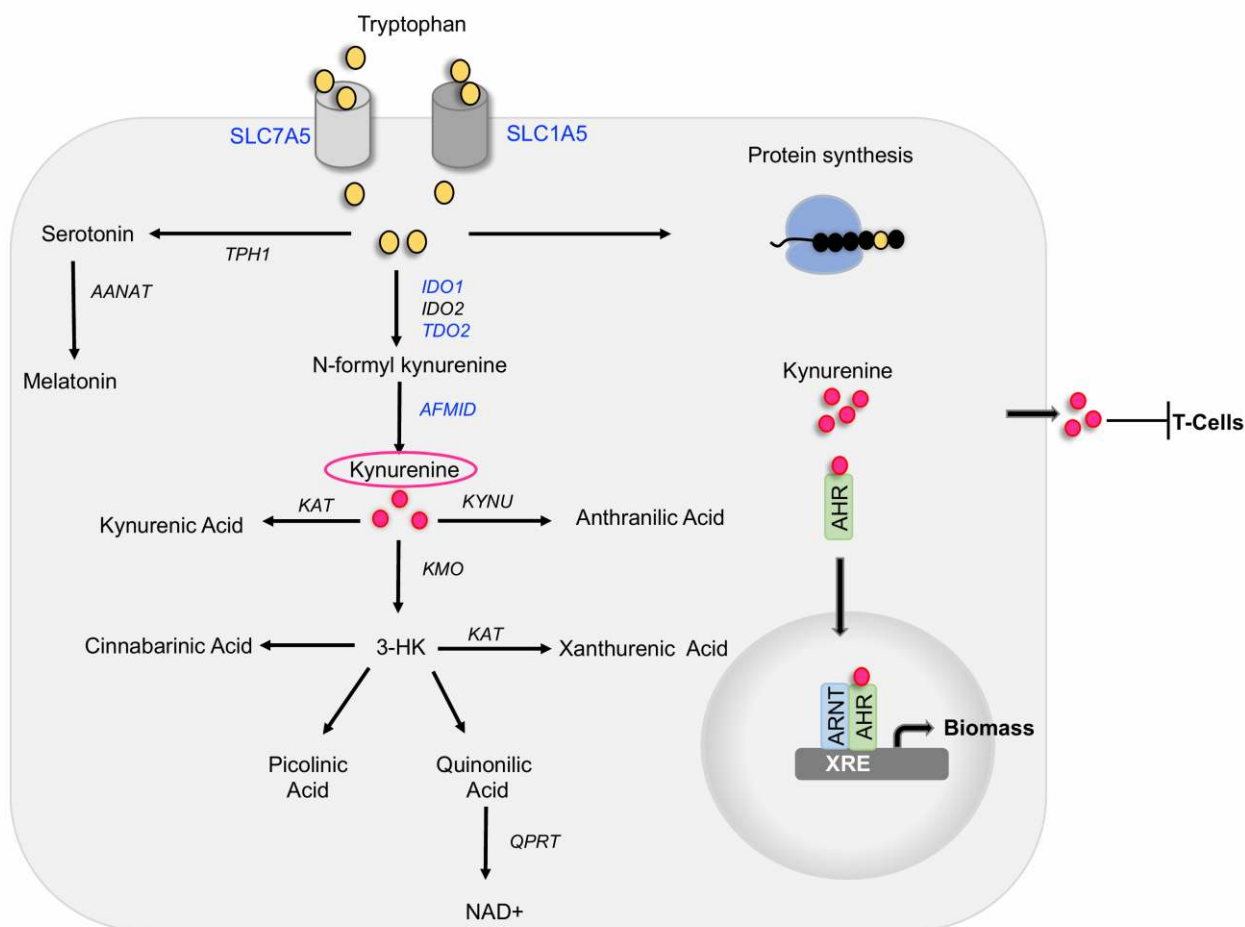 Tryptophan
SLC7A5
SLC1A5
Protein synthesis
Serotonin
TPH1
AANAT
IDO1
IDO2
TDO2
Melatonin
N-formyl kynurenine
Kynurenine
AFMID
T-Cells
Kynurenine
KAT
KYNU
Kynurenic Acid
Anthranilic Acid
AHR
KMO
Cinnabarinic Acid
3-HK
KAT
Xanthurenic Acid
ARNT
AHR
Biomass
XRE
Picolinic
Acid
Quinonilic
Acid
QPRT
NAD+